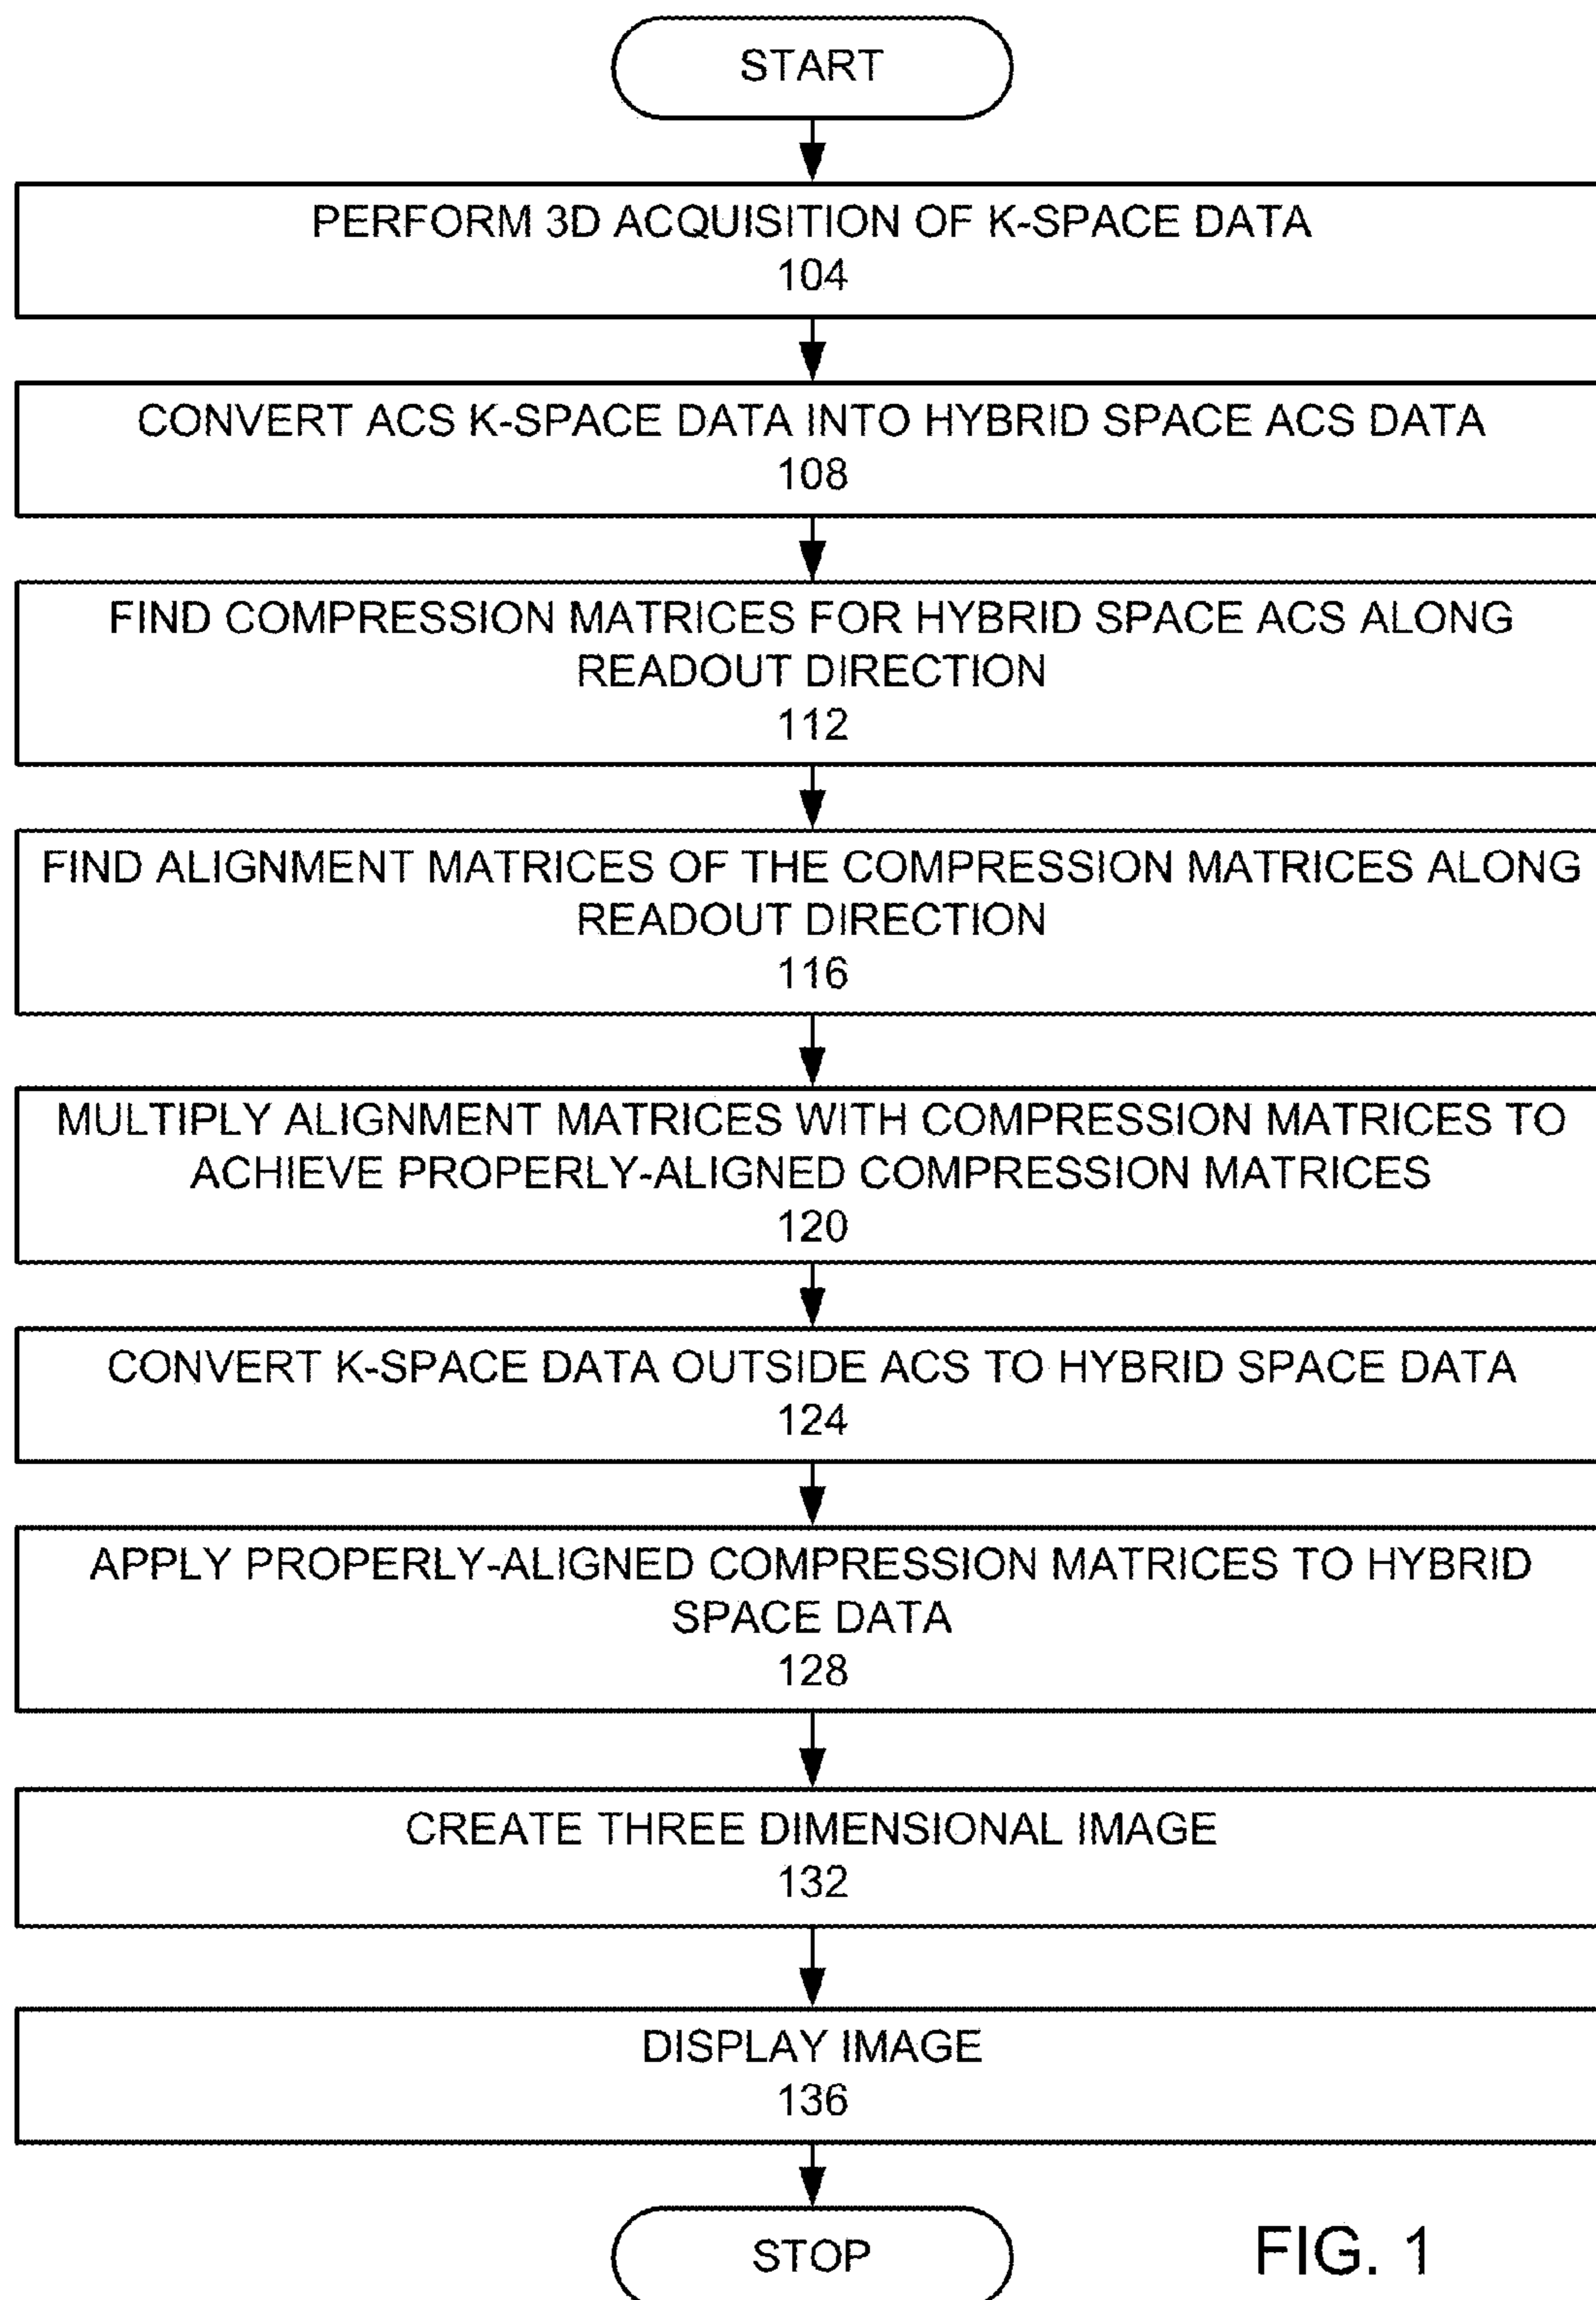 START
PERFORM 3D ACQUISITION OF K-SPACE DATA
104
CONVERT ACS K-SPACE DATA INTO HYBRID SPACE ACS DATA
108
FIND COMPRESSION MATRICES FOR HYBRID SPACE ACS ALONG
READOUT DIRECTION
112
FIND ALIGNMENT MATRICES OF THE COMPRESSION MATRICES ALONG
READOUT DIRECTION
116
MULTIPLY ALIGNMENT MATRICES WITH COMPRESSION MATRICES TO
ACHIEVE PROPERLY-ALIGNED COMPRESSION MATRICES
120
CONVERT K-SPACE DATA OUTSIDE ACS TO HYBRID SPACE DATA
124
APPLY PROPERLY-ALIGNED COMPRESSION MATRICES TO HYBRID
SPACE DATA
128
CREATE THREE DIMENSIONAL IMAGE
132
DISPLAY IMAGE
136
STOP
FIG. 1